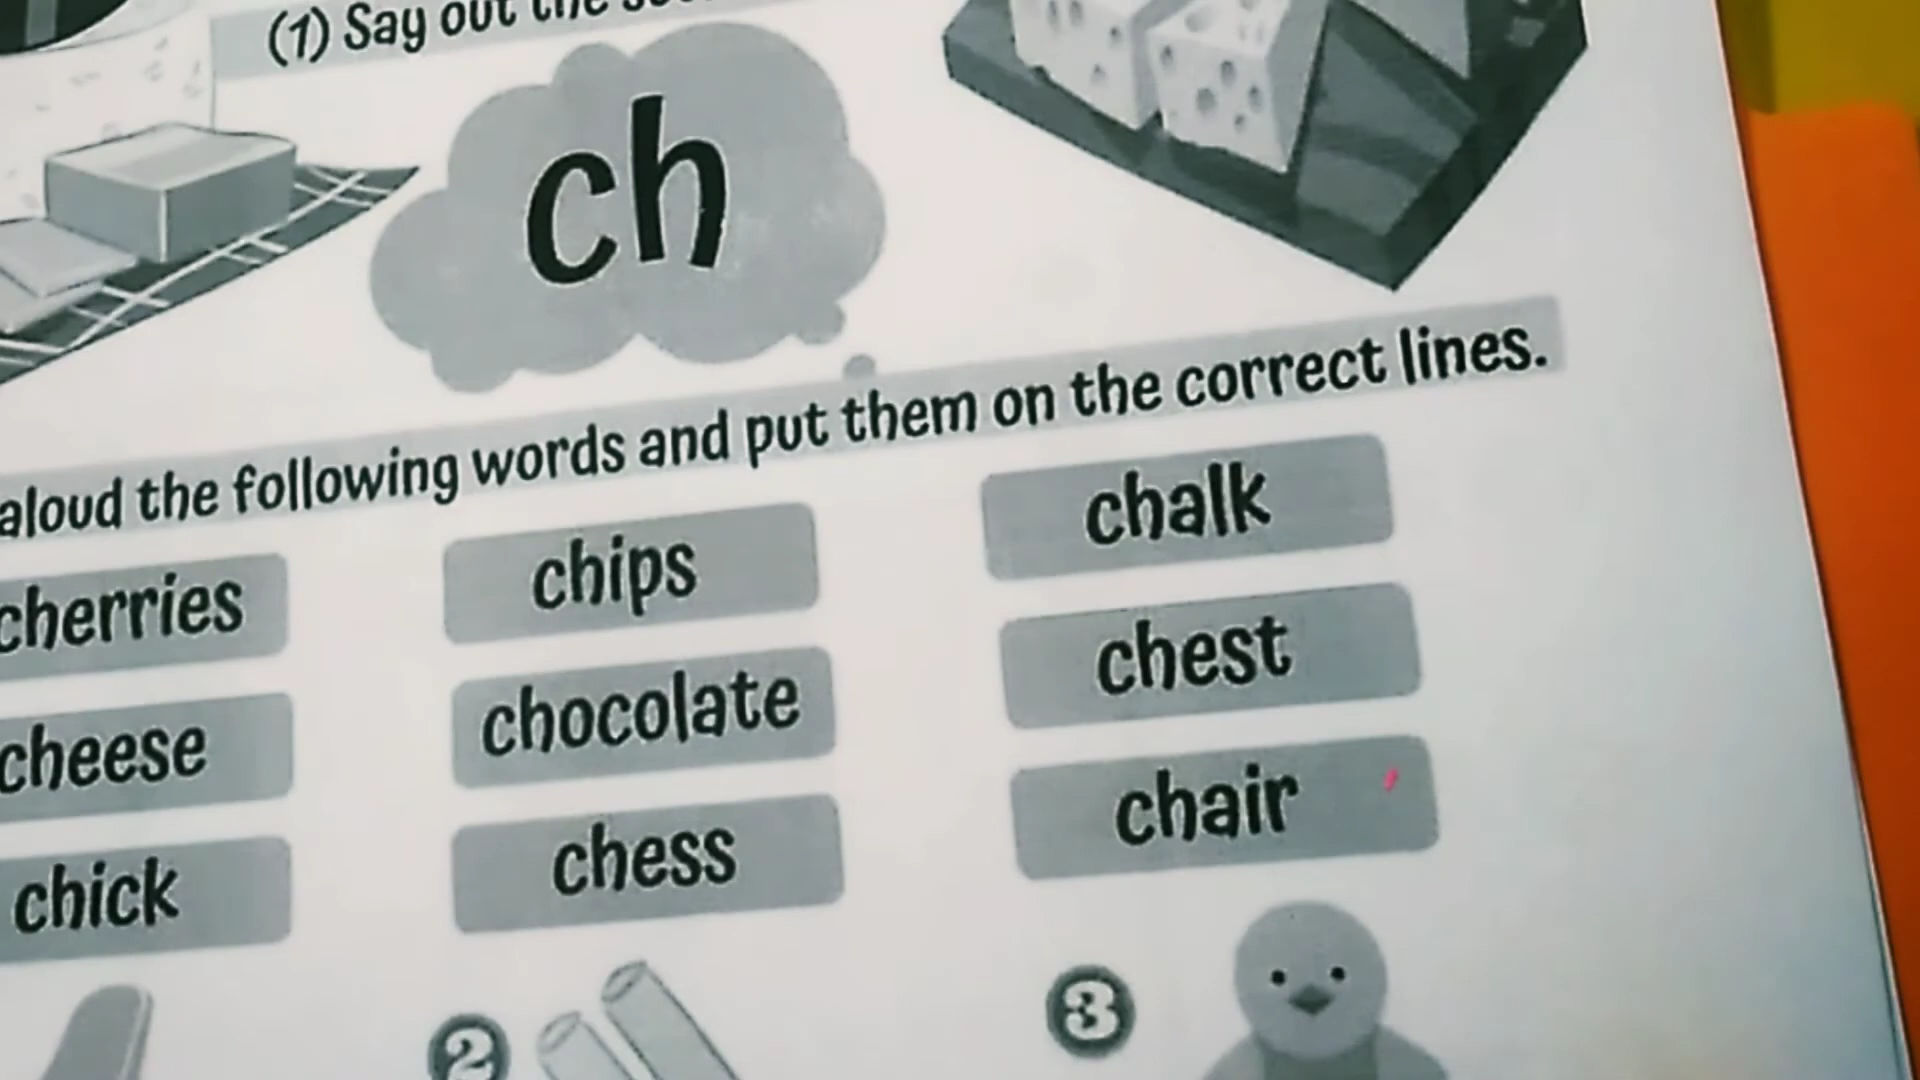 (1) Say out the
ch
aloud the following words and put them on the correct lines.
cherries chips chalk
cheese chocolate chest
chick chess chair
2 3